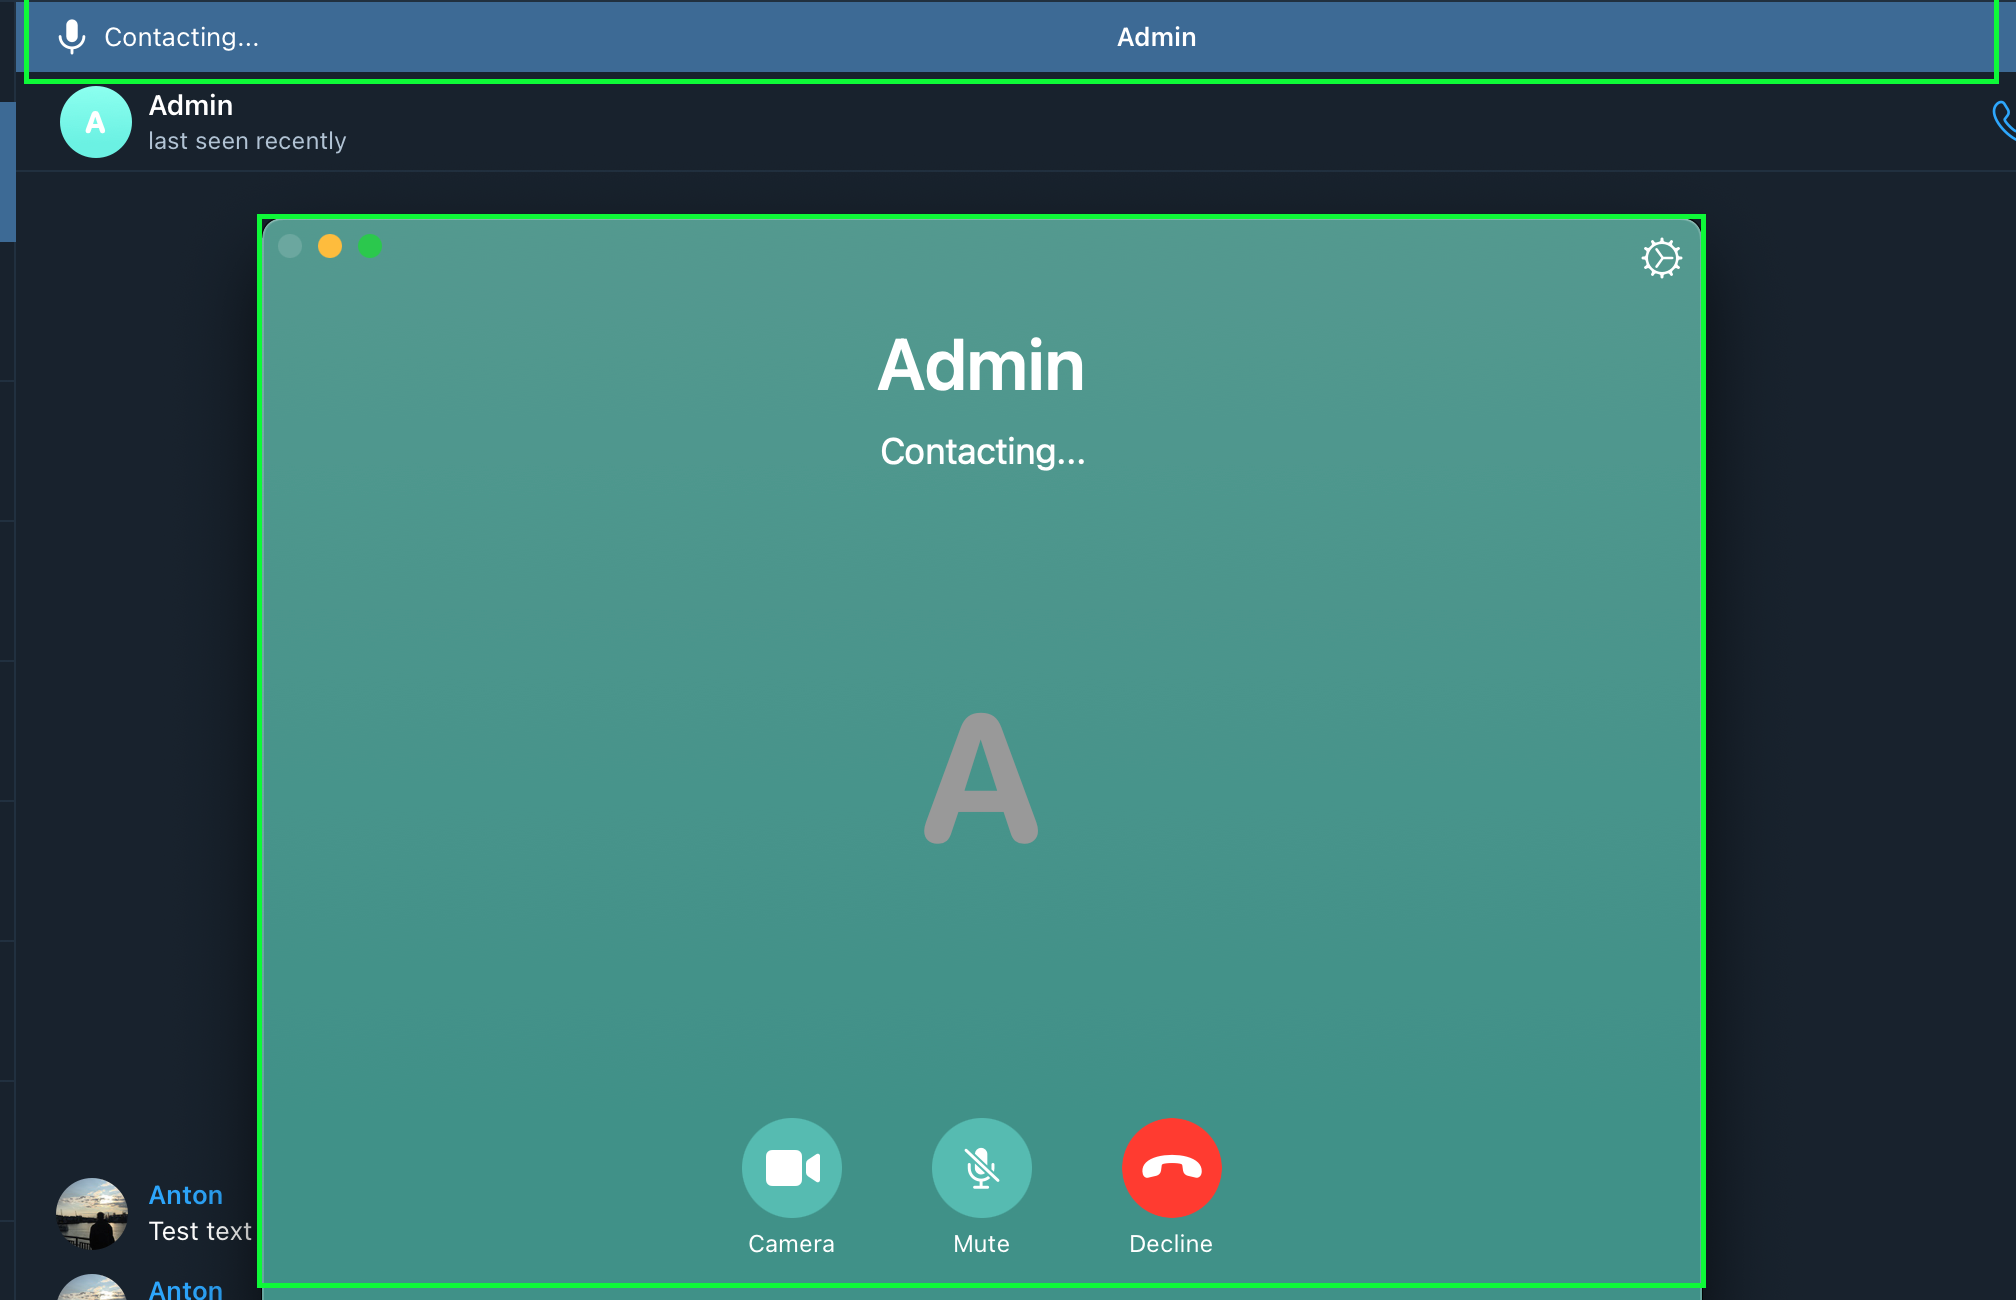 Contacting...
Admin
A
Admin
last seen recently
Admin
Contacting...
A
Camera
Mute
Decline
Anton
Test text
Anton